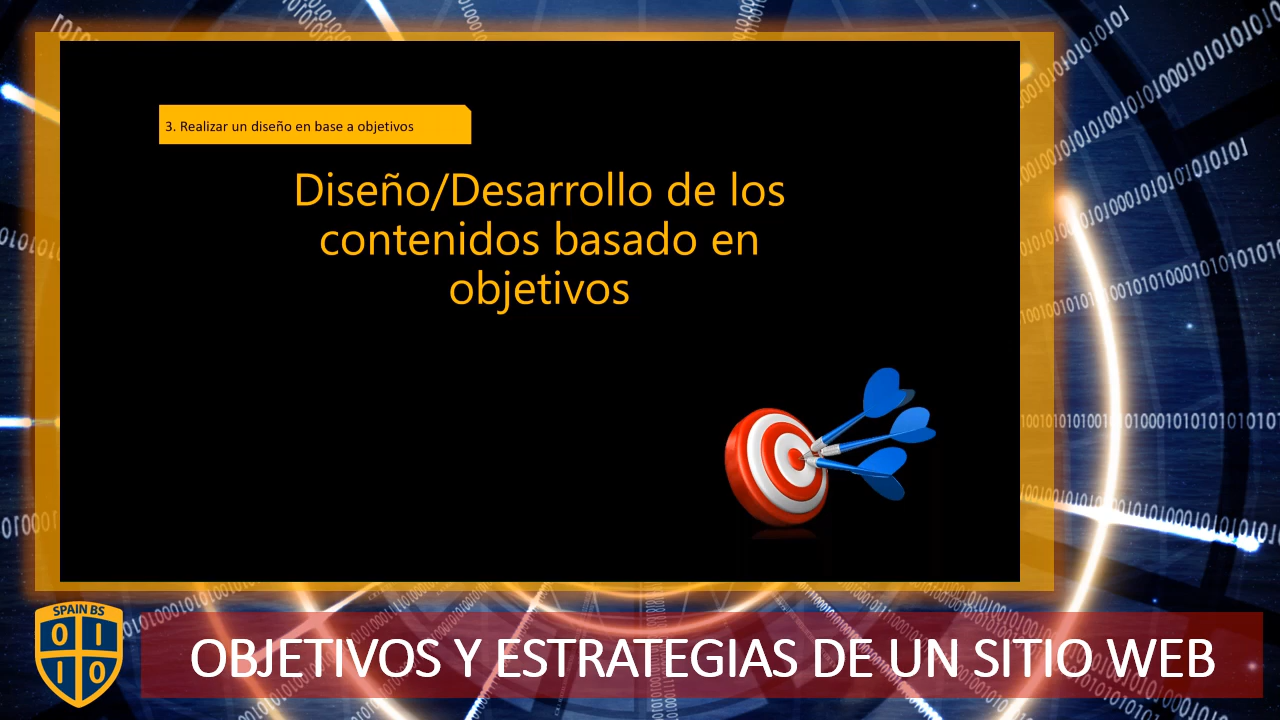 3. Realizar un diseño en base a objetivos
Diseño/Desarrollo de los
contenidos basado en
objetivos
SPAIN BS
O I
I O
OBJETIVOS Y ESTRATEGIAS DE UN SITIO WEB